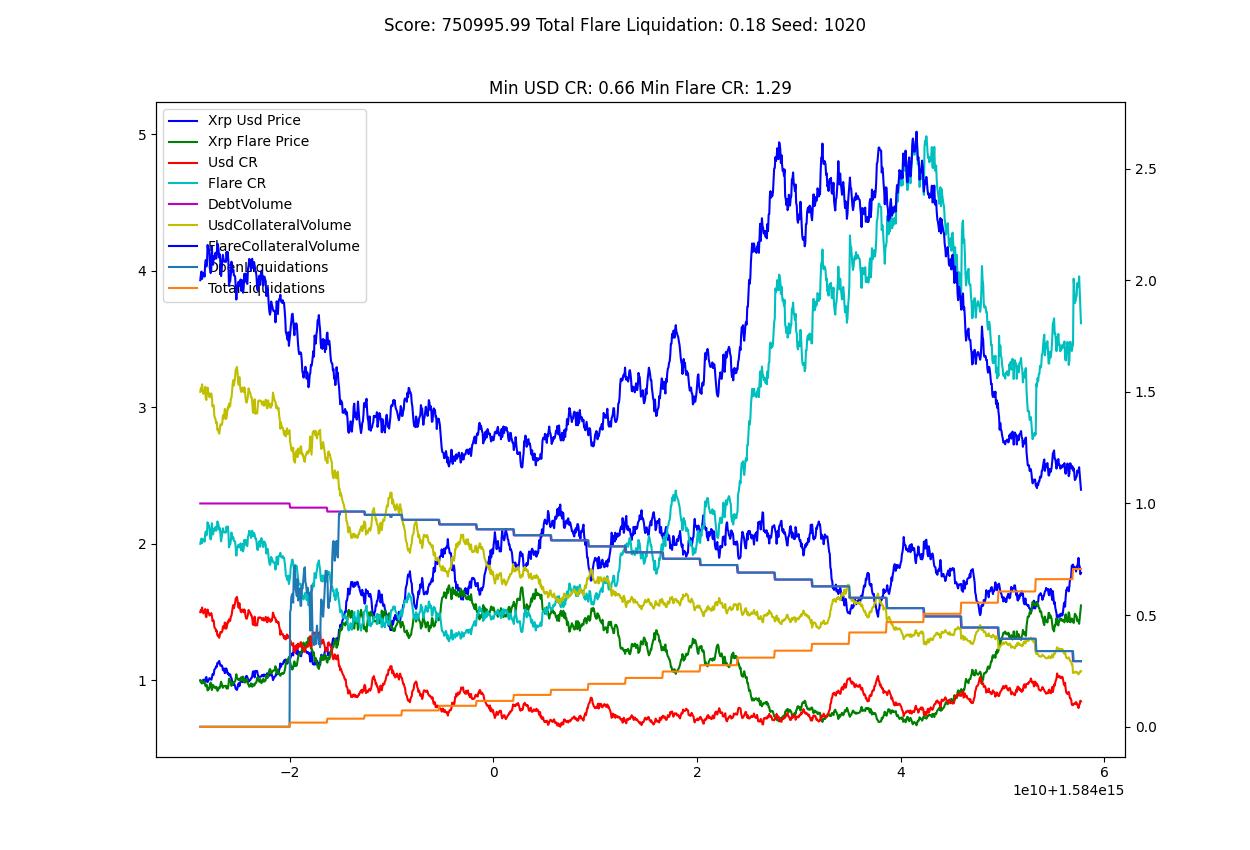 Score: 750995.99 Total Flare Liquidation: 0.18 Seed: 1020
Min USD CR: 0.66 Min Flare CR: 1.29
Xrp Usd Price
Xrp Flare Price
Usd CR
Flare CR
DebtVolume
UsdCollateralVolume
FlareCollateralVolume
OpenLiquidations
TotalLiquidations
5
4
3
2
1
2.5
2.0
1.5
1.0
0.5
0.0
−2 0 2 4 6
1e10+1.584e15